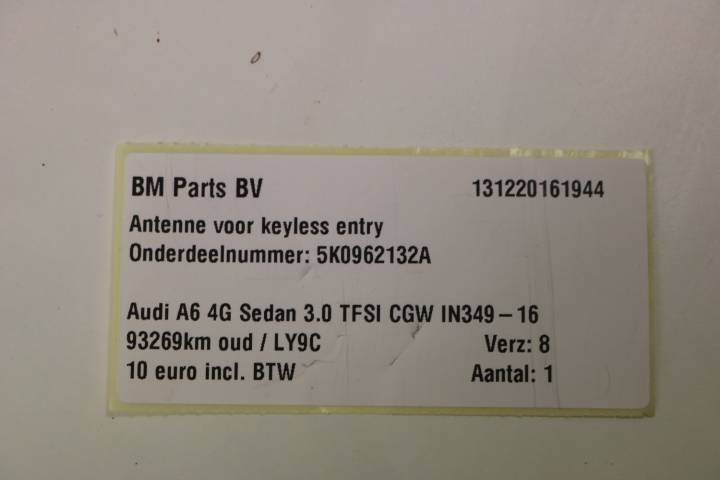 BM Parts BV 131220161944
Antenne voor keyless entry
Onderdeelnummer: 5K0962132A
Audi A6 4G Sedan 3.0 TFSI CGW IN349-16
93269km oud / LY9C Verz: 8
10 euro incl. BTW Aantal: 1